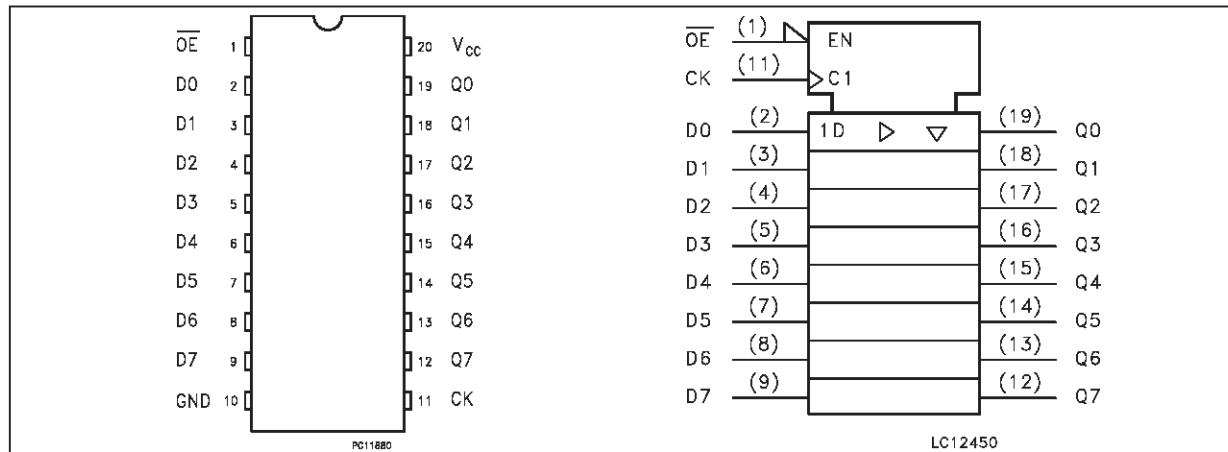 OE 1 20 VCC
D0 2 19 Q0
D1 3 18 Q1
D2 4 17 Q2
D3 5 16 Q3
D4 6 15 Q4
D5 7 14 Q5
D6 8 13 Q6
D7 9 12 Q7
GND 10 11 CK
PC11880
OE (1) EN
CK (11) C1
D0 (2) 1D (19) Q0
D1 (3) (18) Q1
D2 (4) (17) Q2
D3 (5) (16) Q3
D4 (6) (15) Q4
D5 (7) (14) Q5
D6 (8) (13) Q6
D7 (9) (12) Q7
LC12450